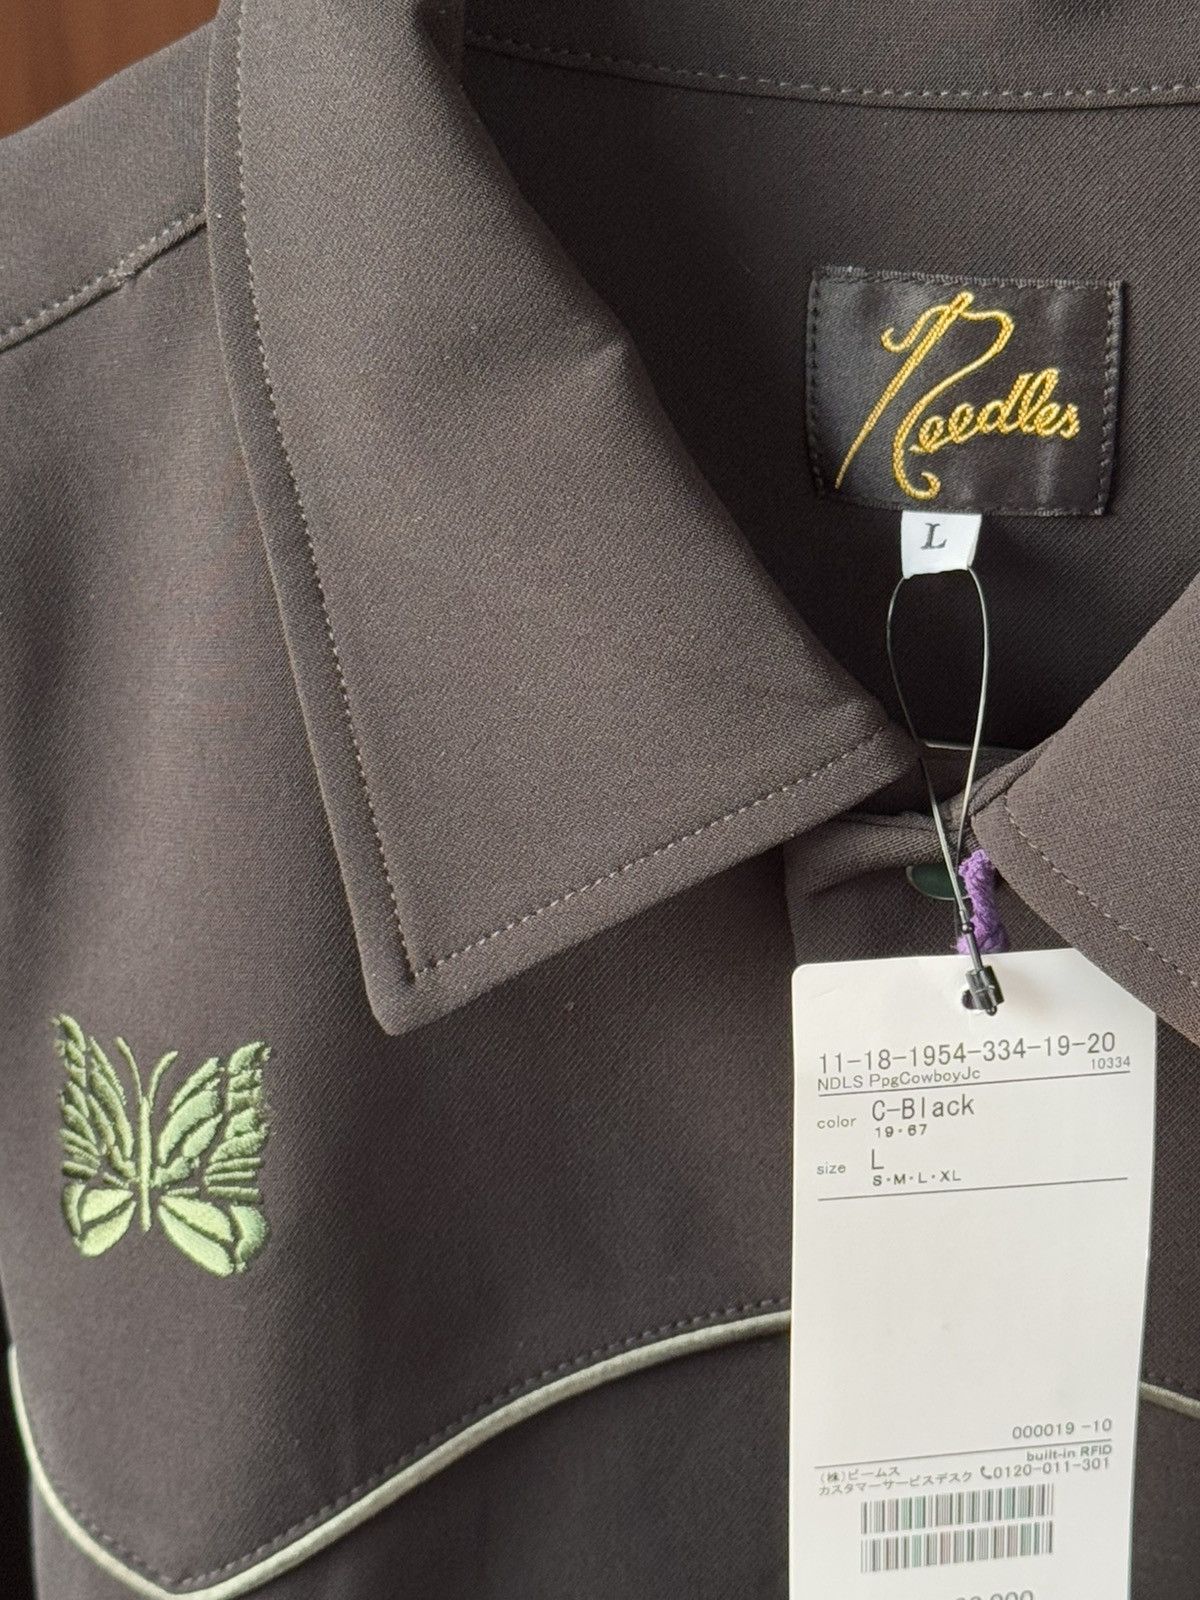 Needles
L
11-18-1954-334-19-20
NDLS PpgCowboyJc 10334
color C-Black
19・67
size L
S・M・L・XL
000019 -10
built-in RFID
(株)ビームス
カスタマーサービスデスク 0120-011-301